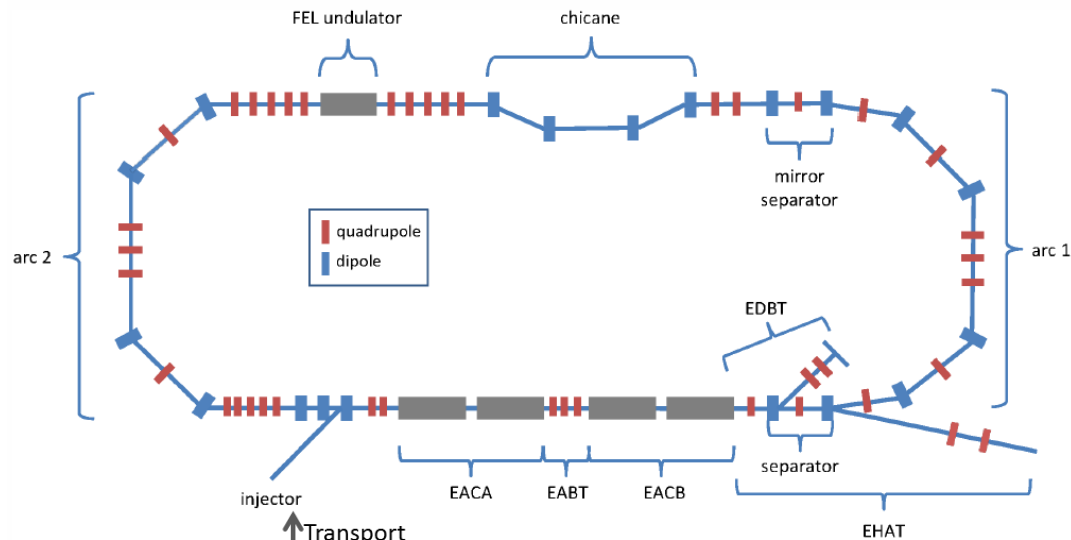 FEL undulator
chicane
mirror
separator
quadrupole
dipole
arc 2
arc 1
EDBT
separator
injector
EACA
EABT
EACB
EHAT
Transport